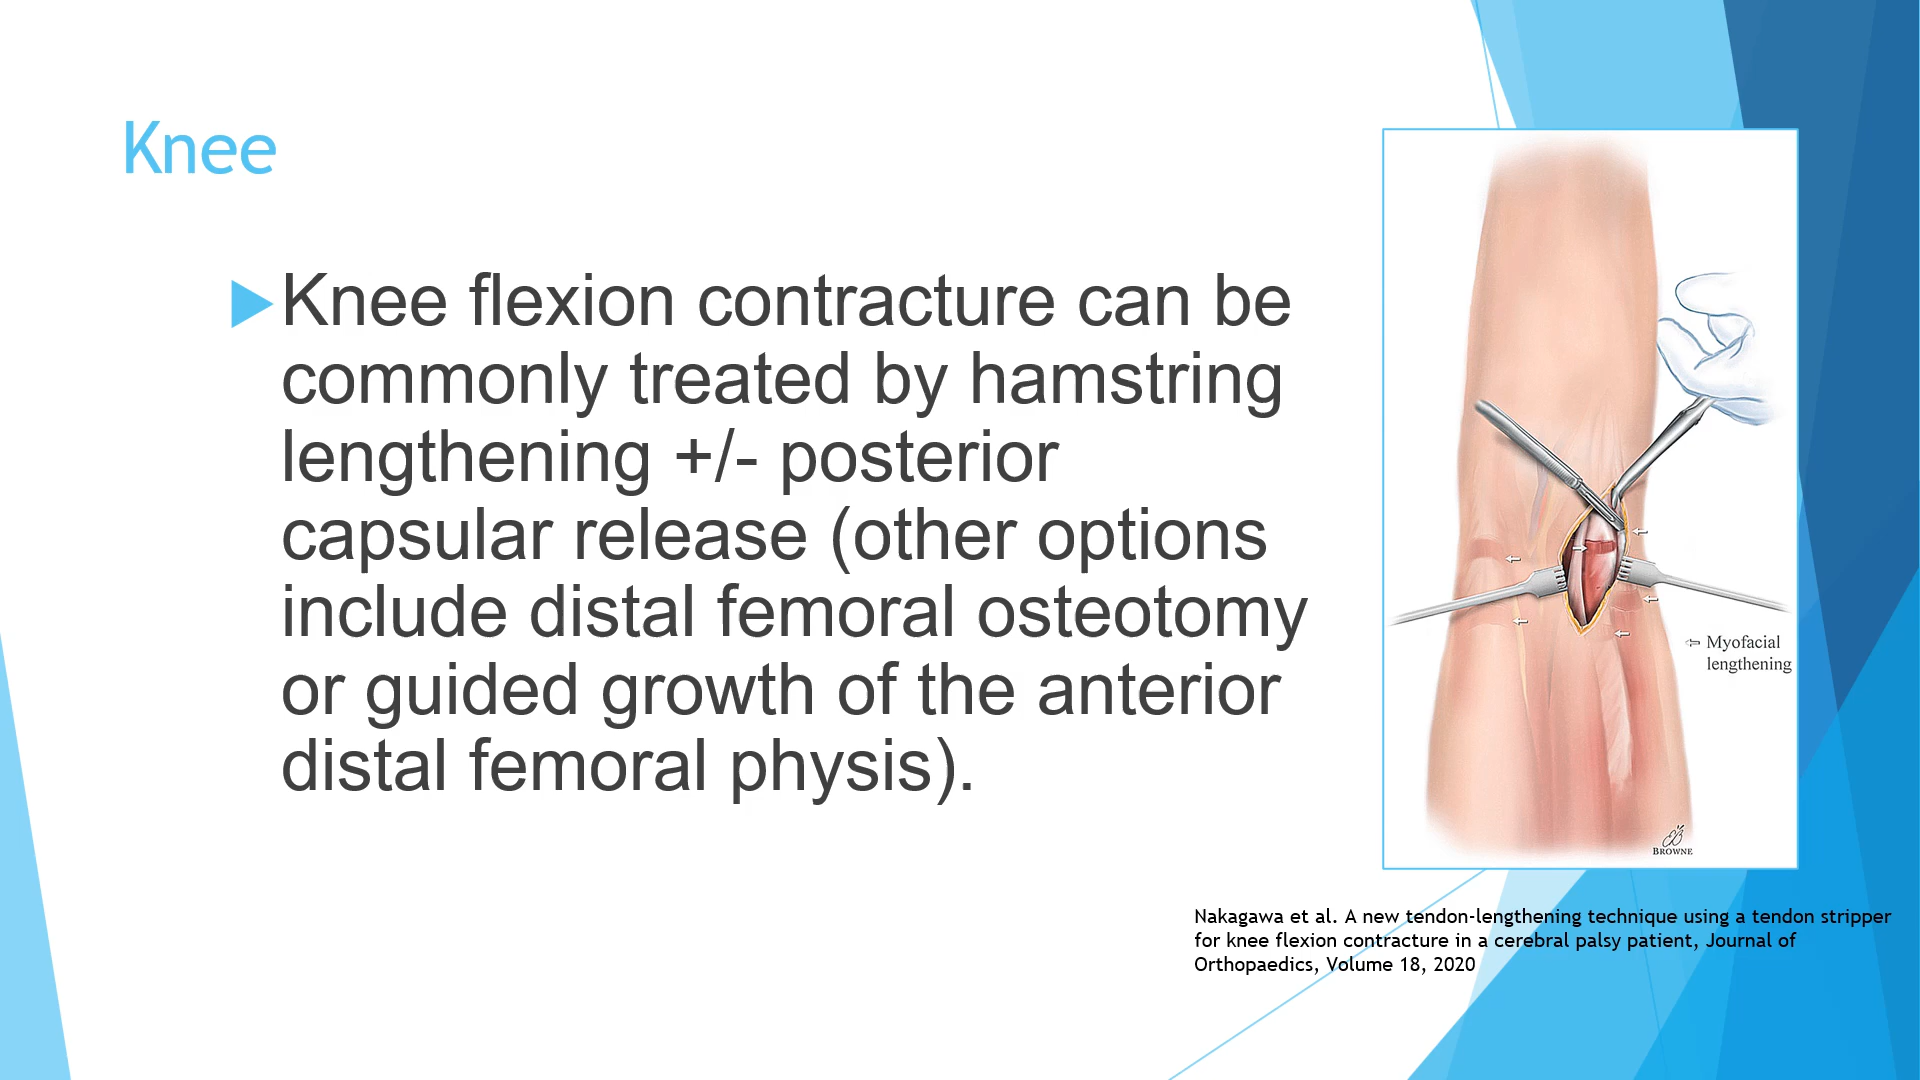 Knee
Knee flexion contracture can be
commonly treated by hamstring
lengthening +/- posterior
capsular release (other options
include distal femoral osteotomy
or guided growth of the anterior
distal femoral physis).
Myofacial
lengthening
BROWNE
Nakagawa et al. A new tendon-lengthening technique using a tendon stripper
for knee flexion contracture in a cerebral palsy patient, Journal of
Orthopaedics, Volume 18, 2020